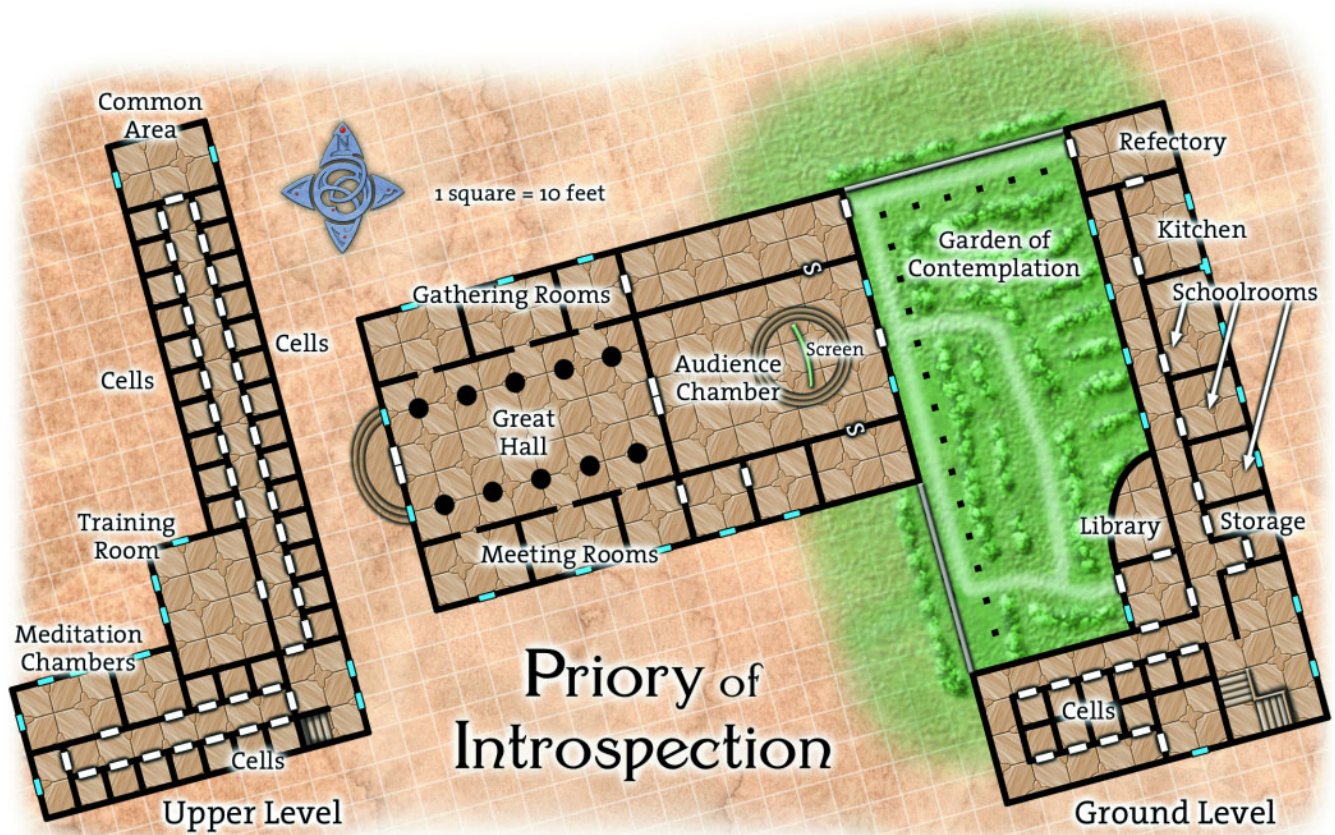 Common
Area
N
1 square = 10 feet
Refectory
Kitchen
Garden of
Contemplation
Schoolrooms
Gathering Rooms
S
Cells
Cells
Audience
Chamber
Screen
Great
Hall
S
Training
Room
Library
Storage
Meeting Rooms
Meditation
Chambers
Priory of
Introspection
Cells
Cells
Upper Level
Ground Level